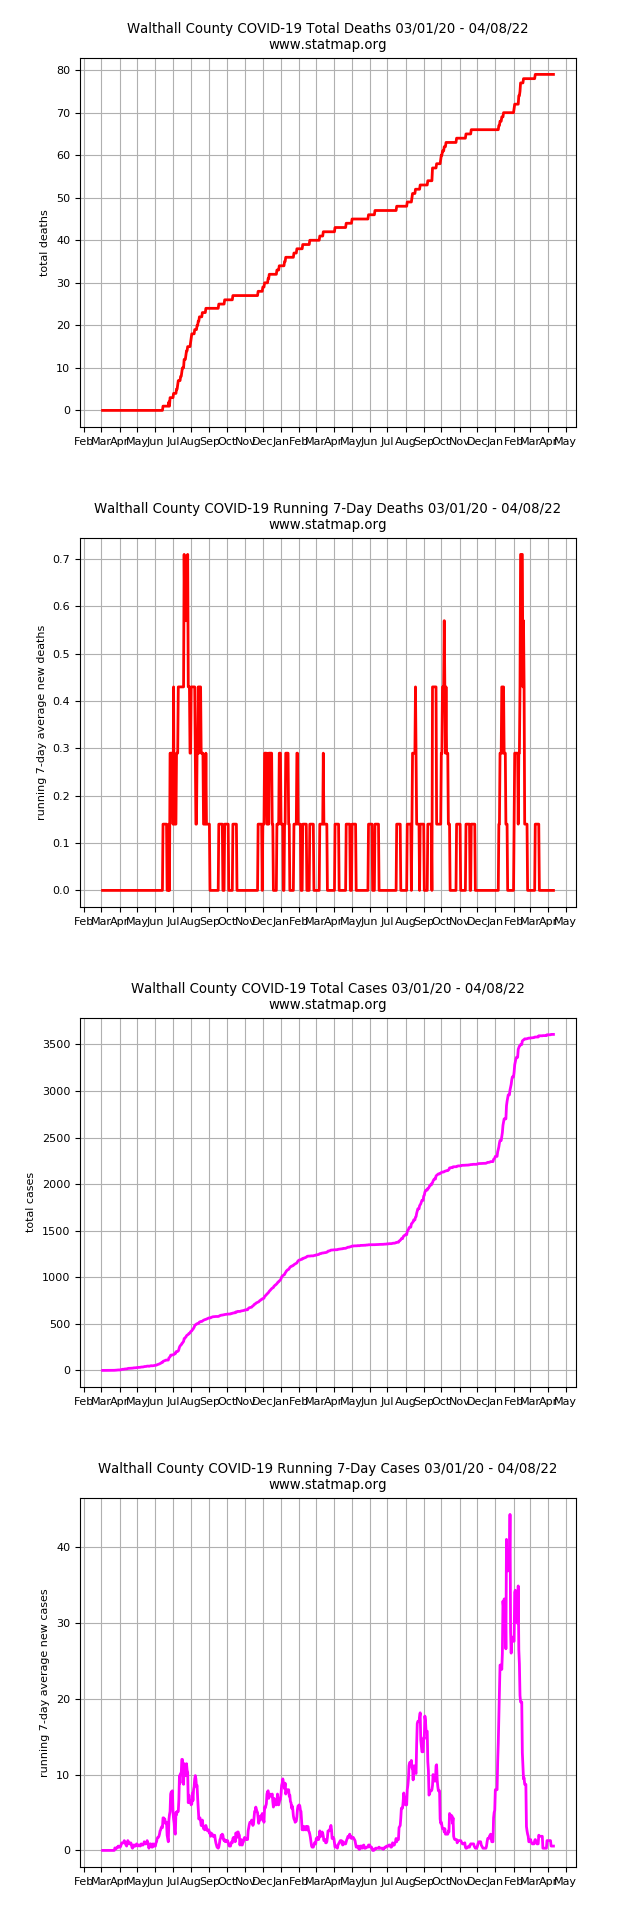 Walthall County COVID-19 Total Deaths 03/01/20 - 04/08/22
www.statmap.org
80
70
60
50
40
30
20
10
0
total deaths
Feb Mar Apr May Jun Jul Aug Sep Oct Nov Dec Jan Feb Mar Apr May Jun Jul Aug Sep Oct Nov Dec Jan Feb Mar Apr May
Walthall County COVID-19 Running 7-Day Deaths 03/01/20 - 04/08/22
www.statmap.org
0.7
0.6
0.5
0.4
0.3
0.2
0.1
0.0
running 7-day average new deaths
Feb Mar Apr May Jun Jul Aug Sep Oct Nov Dec Jan Feb Mar Apr May Jun Jul Aug Sep Oct Nov Dec Jan Feb Mar Apr May
Walthall County COVID-19 Total Cases 03/01/20 - 04/08/22
www.statmap.org
3500
3000
2500
2000
1500
1000
500
0
total cases
Feb Mar Apr May Jun Jul Aug Sep Oct Nov Dec Jan Feb Mar Apr May Jun Jul Aug Sep Oct Nov Dec Jan Feb Mar Apr May
Walthall County COVID-19 Running 7-Day Cases 03/01/20 - 04/08/22
www.statmap.org
40
30
20
10
0
running 7-day average new cases
Feb Mar Apr May Jun Jul Aug Sep Oct Nov Dec Jan Feb Mar Apr May Jun Jul Aug Sep Oct Nov Dec Jan Feb Mar Apr May